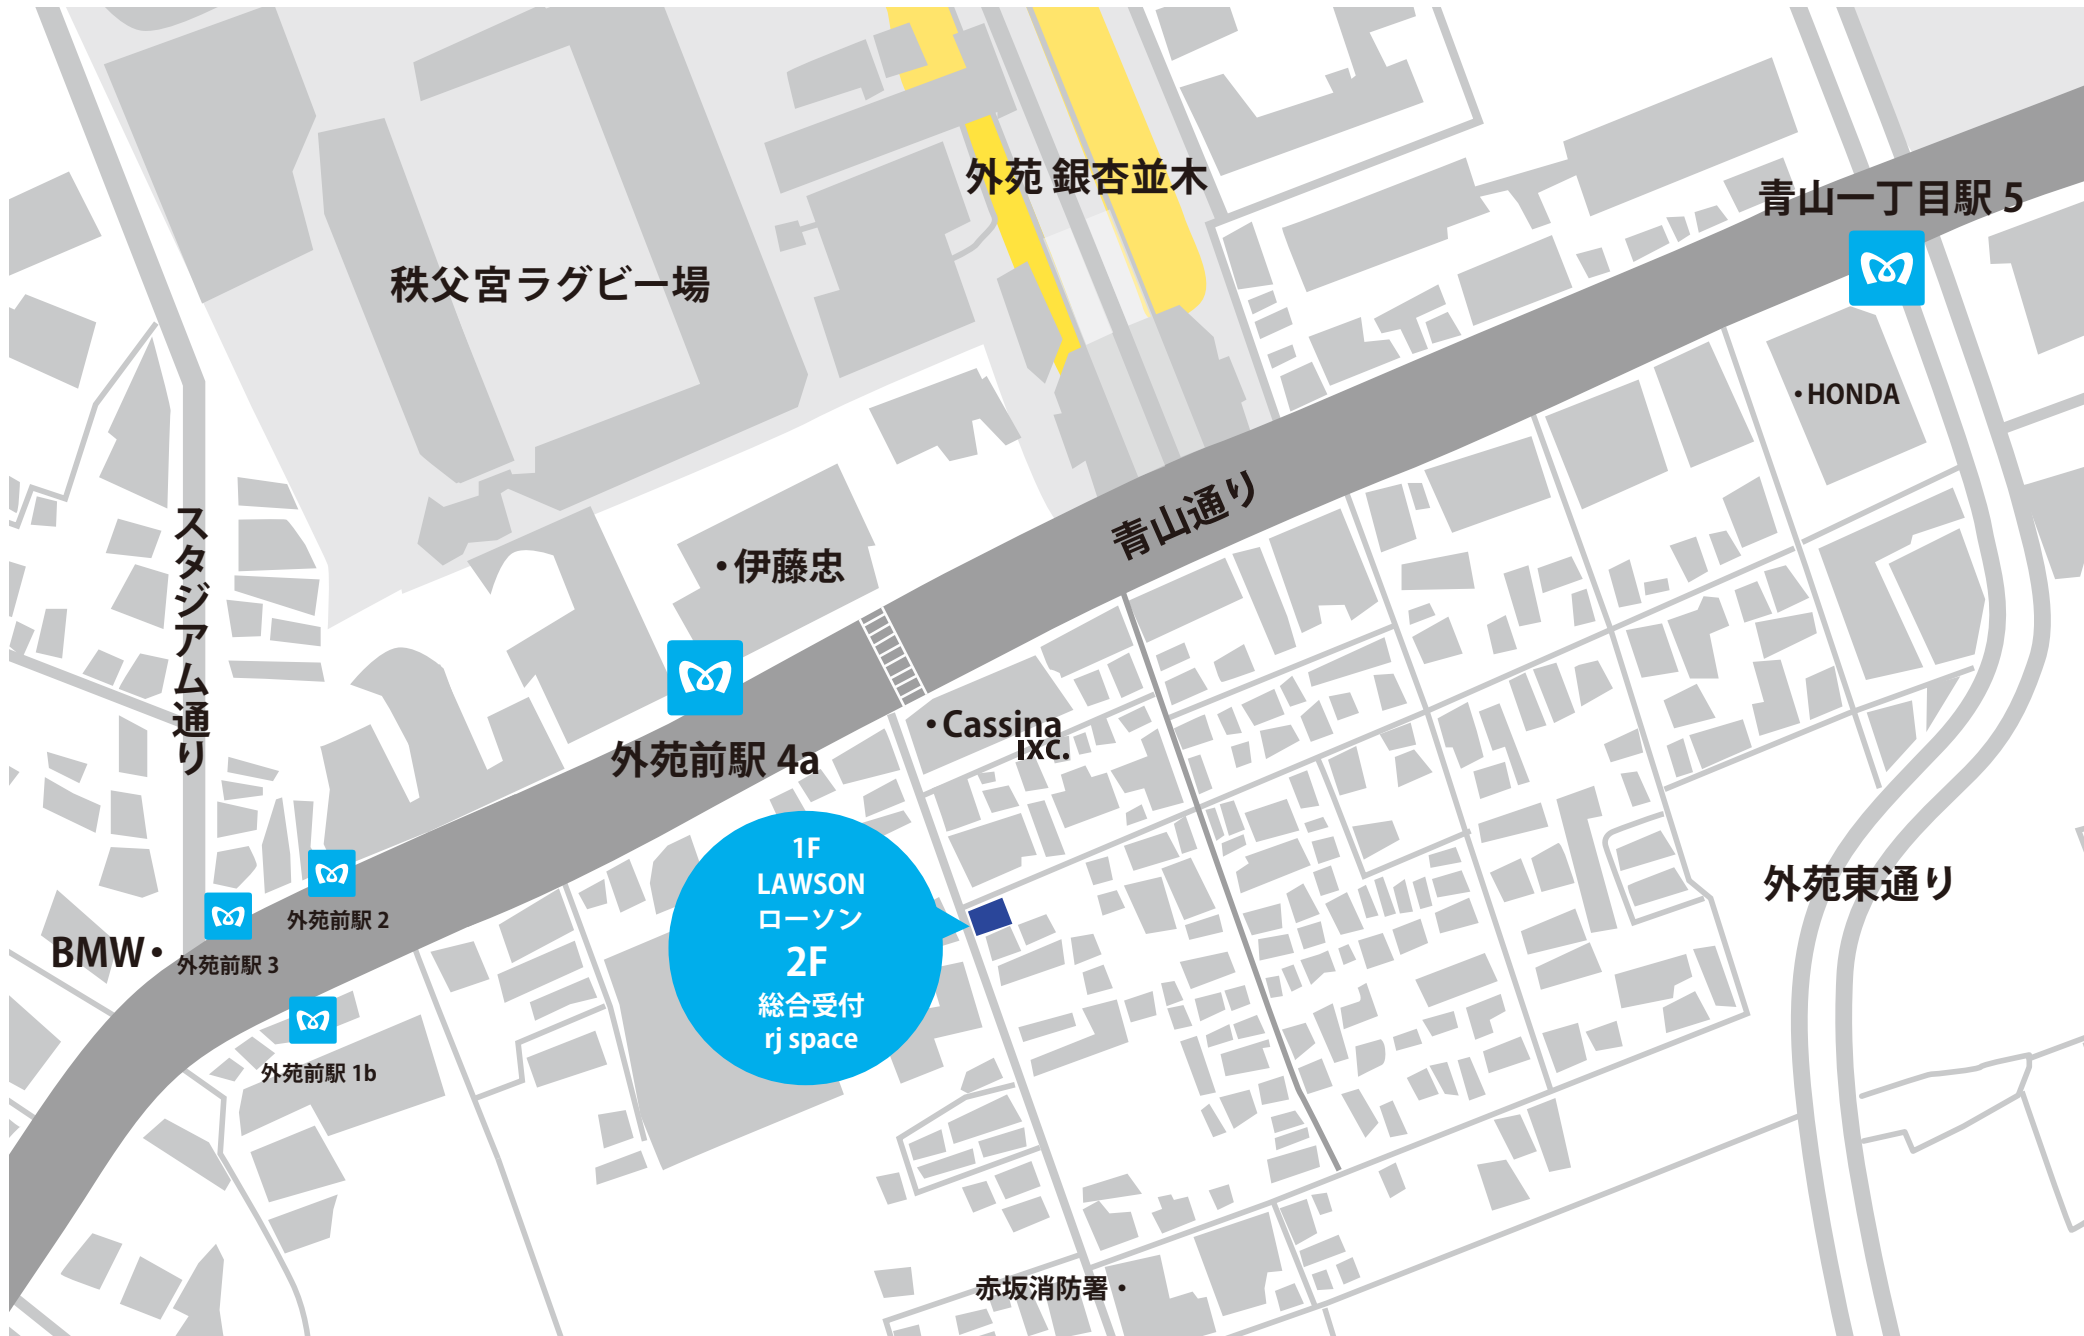 外苑 銀杏並木
青山一丁目駅 5
秩父宮ラグビー場
・HONDA
青山通り
スタジアム通り
・伊藤忠
・Cassina
ixc.
外苑前駅 4a
1F
LAWSON
ローソン
2F
総合受付
rj space
外苑東通り
外苑前駅 2
BMW・
外苑前駅 3
外苑前駅 1b
赤坂消防署・